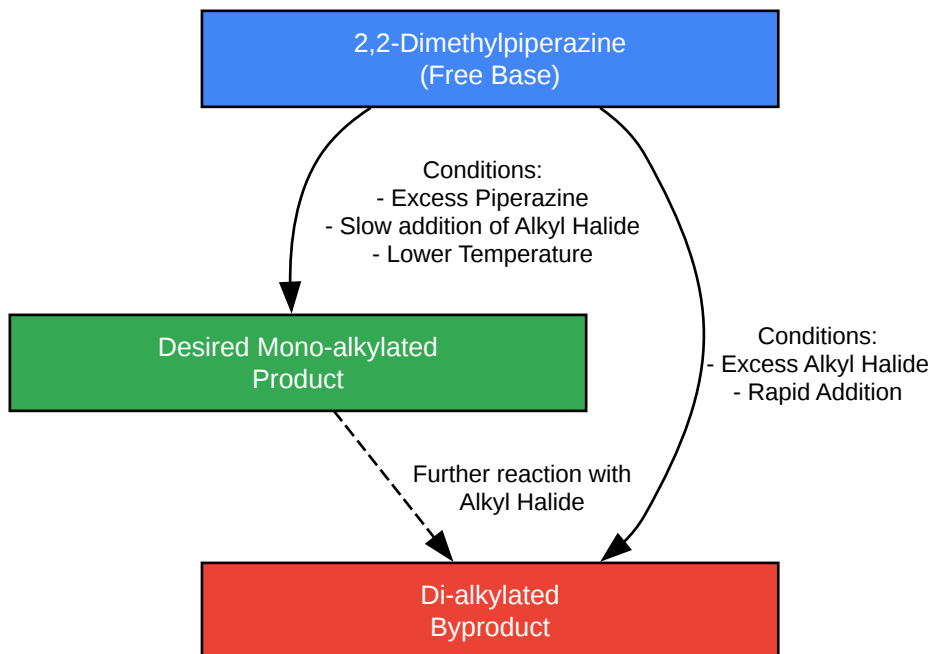 2,2-Dimethylpiperazine
(Free Base)
Conditions:
- Excess Piperazine
- Slow addition of Alkyl Halide
- Lower Temperature
Desired Mono-alkylated
Product
Conditions:
- Excess Alkyl Halide
- Rapid Addition
Further reaction with
Alkyl Halide
Di-alkylated
Byproduct